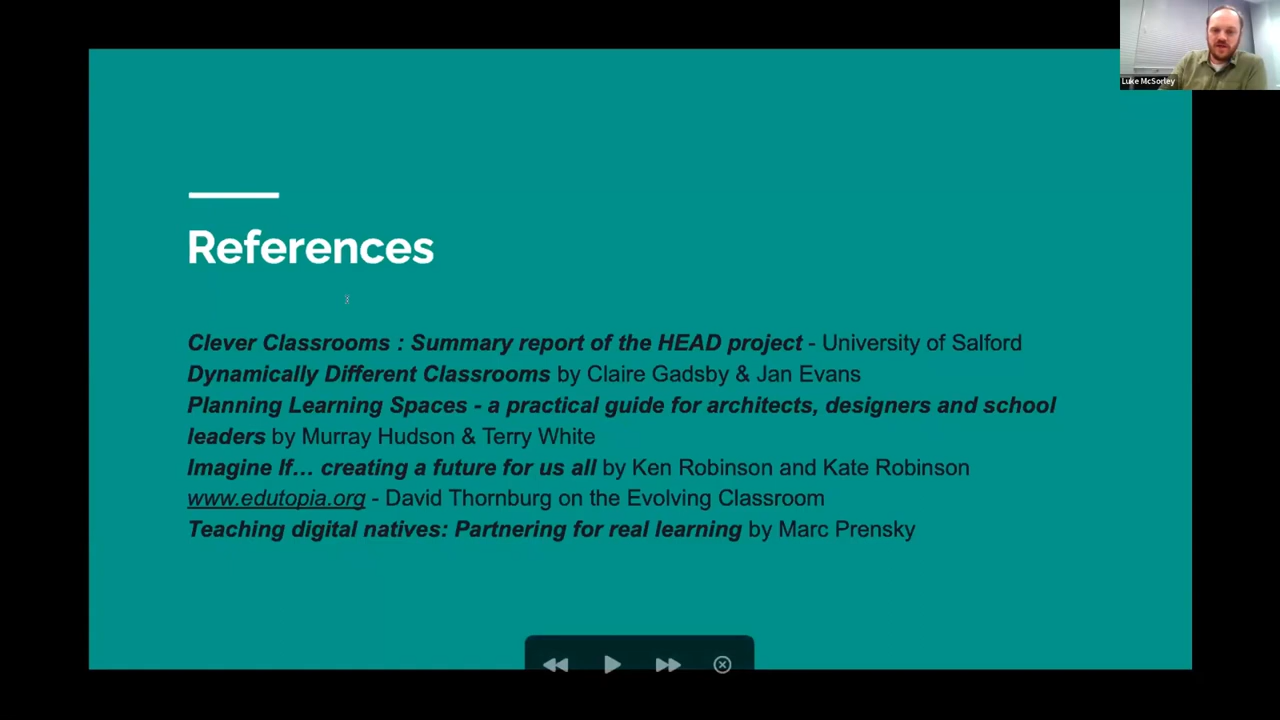 Luke McSorley
References
Clever Classrooms : Summary report of the HEAD project - University of Salford
Dynamically Different Classrooms by Claire Gadsby & Jan Evans
Planning Learning Spaces - a practical guide for architects, designers and school
leaders by Murray Hudson & Terry White
Imagine If… creating a future for us all by Ken Robinson and Kate Robinson
www.edutopia.org - David Thornburg on the Evolving Classroom
Teaching digital natives: Partnering for real learning by Marc Prensky